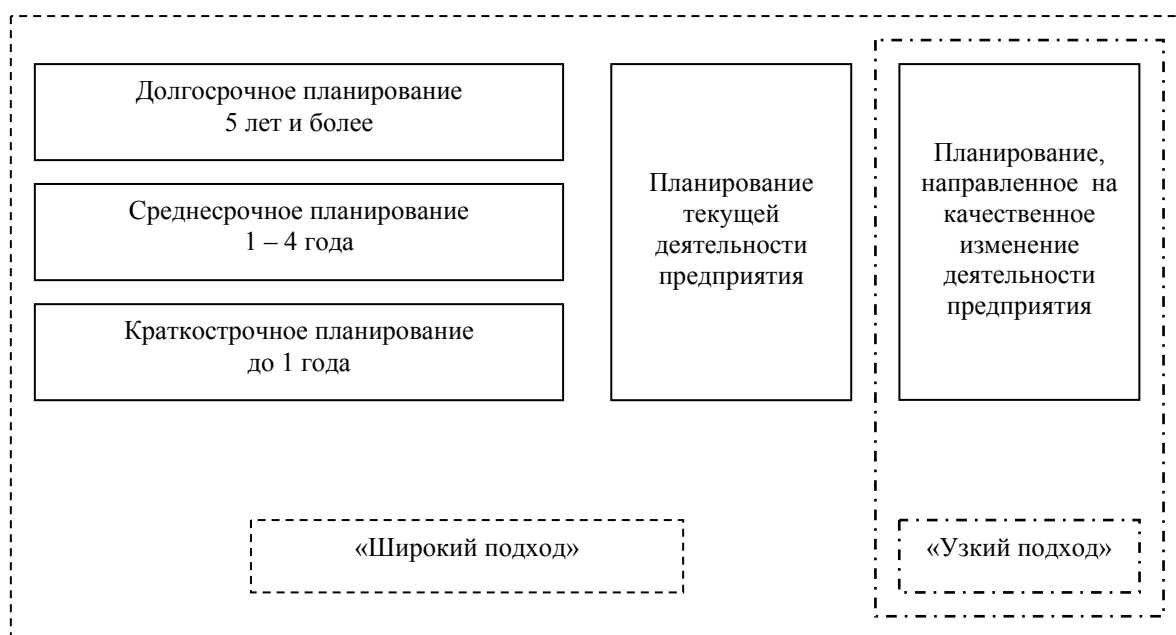 Долгосрочное планирование
5 лет и более
Среднесрочное планирование
1 – 4 года
Краткострочное планирование
до 1 года
Планирование
текущей
деятельности
предприятия
Планирование,
направленное на
качественное
изменение
деятельности
предприятия
«Широкий подход»
«Узкий подход»